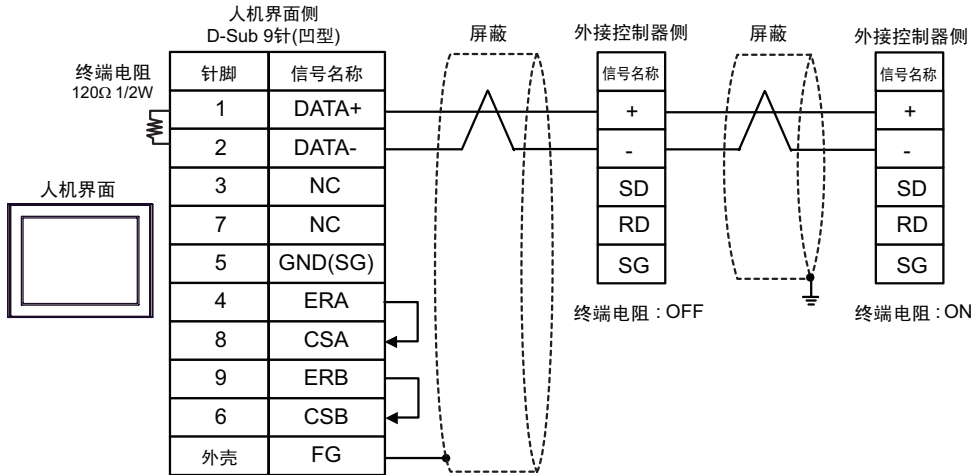 人机界面侧
D-Sub 9针(凹型)
屏蔽
外接控制器侧
屏蔽
外接控制器侧
终端电阻
120Ω 1/2W
针脚 信号名称
信号名称
信号名称
1 DATA+
+
+
2 DATA-
-
-
3 NC
SD
SD
人机界面
7 NC
RD
RD
5 GND(SG)
SG
SG
4 ERA
终端电阻 : OFF
终端电阻 : ON
8 CSA
9 ERB
6 CSB
外壳 FG